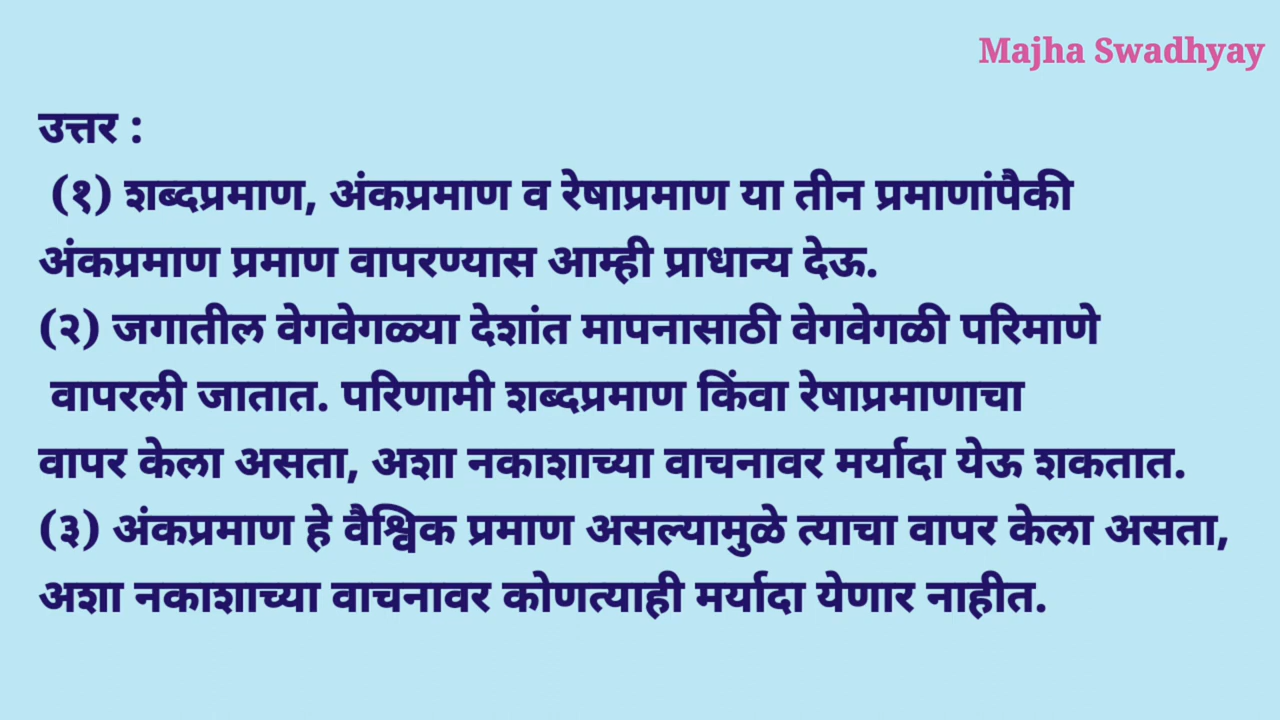 Majha Swadhyay
उत्तर :
(१) शब्दप्रमाण, अंकप्रमाण व रेषाप्रमाण या तीन प्रमाणांपैकी
अंकप्रमाण प्रमाण वापरण्यास आम्ही प्राधान्य देऊ.
(२) जगातील वेगवेगळ्या देशांत मापनासाठी वेगवेगळी परिमाणे
वापरली जातात. परिणामी शब्दप्रमाण किंवा रेषाप्रमाणाचा
वापर केला असता, अशा नकाशाच्या वाचनावर मर्यादा येऊ शकतात.
(३) अंकप्रमाण हे वैश्विक प्रमाण असल्यामुळे त्याचा वापर केला असता,
अशा नकाशाच्या वाचनावर कोणत्याही मर्यादा येणार नाहीत.